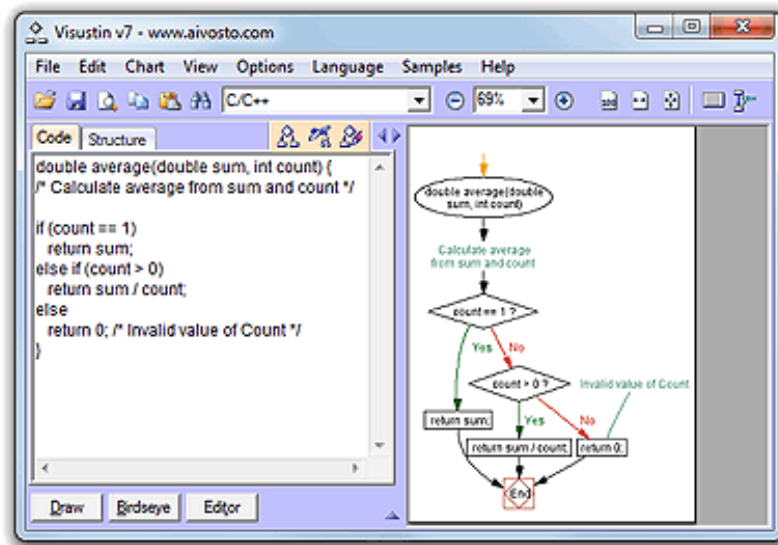 Visustin v7 - www.aivosto.com
File Edit Chart View Options Language Samples Help
C/C++ 69% 100
Code Structure
double average(double sum, int count) {
/* Calculate average from sum and count */
if (count == 1)
return sum;
else if (count > 0)
return sum / count;
else
return 0; /* Invalid value of Count */
}
Draw Birdseye Editor
double average(double
sum, int count)
Calculate average
from sum and count
count == 1 ?
Yes No
count > 0 ? Invalid value of Count
return sum; Yes No
return sum / count; return 0;
End